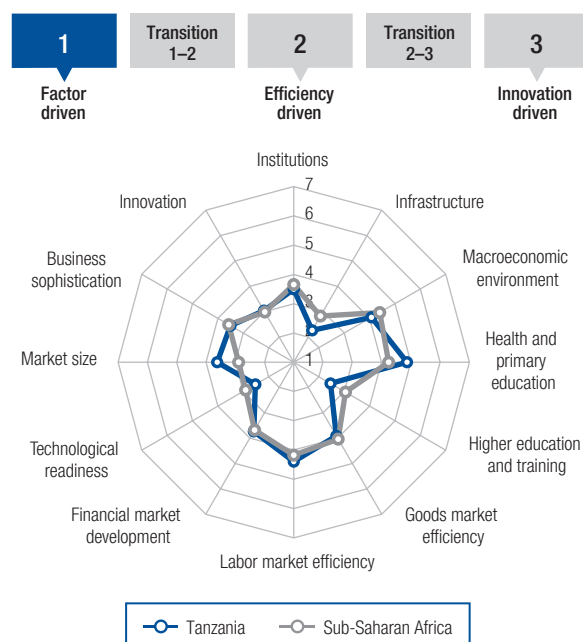 1
Transition
1–2
2
Transition
2–3
3
Factor
driven
Efficiency
driven
Innovation
driven
Institutions
7
Innovation
Infrastructure
6
5
Business
sophistication
Macroeconomic
environment
4
3
2
Market size
1
Health and
primary
education
Technological
readiness
Higher education
and training
Financial market
development
Goods market
efficiency
Labor market efficiency
Tanzania
Sub-Saharan Africa